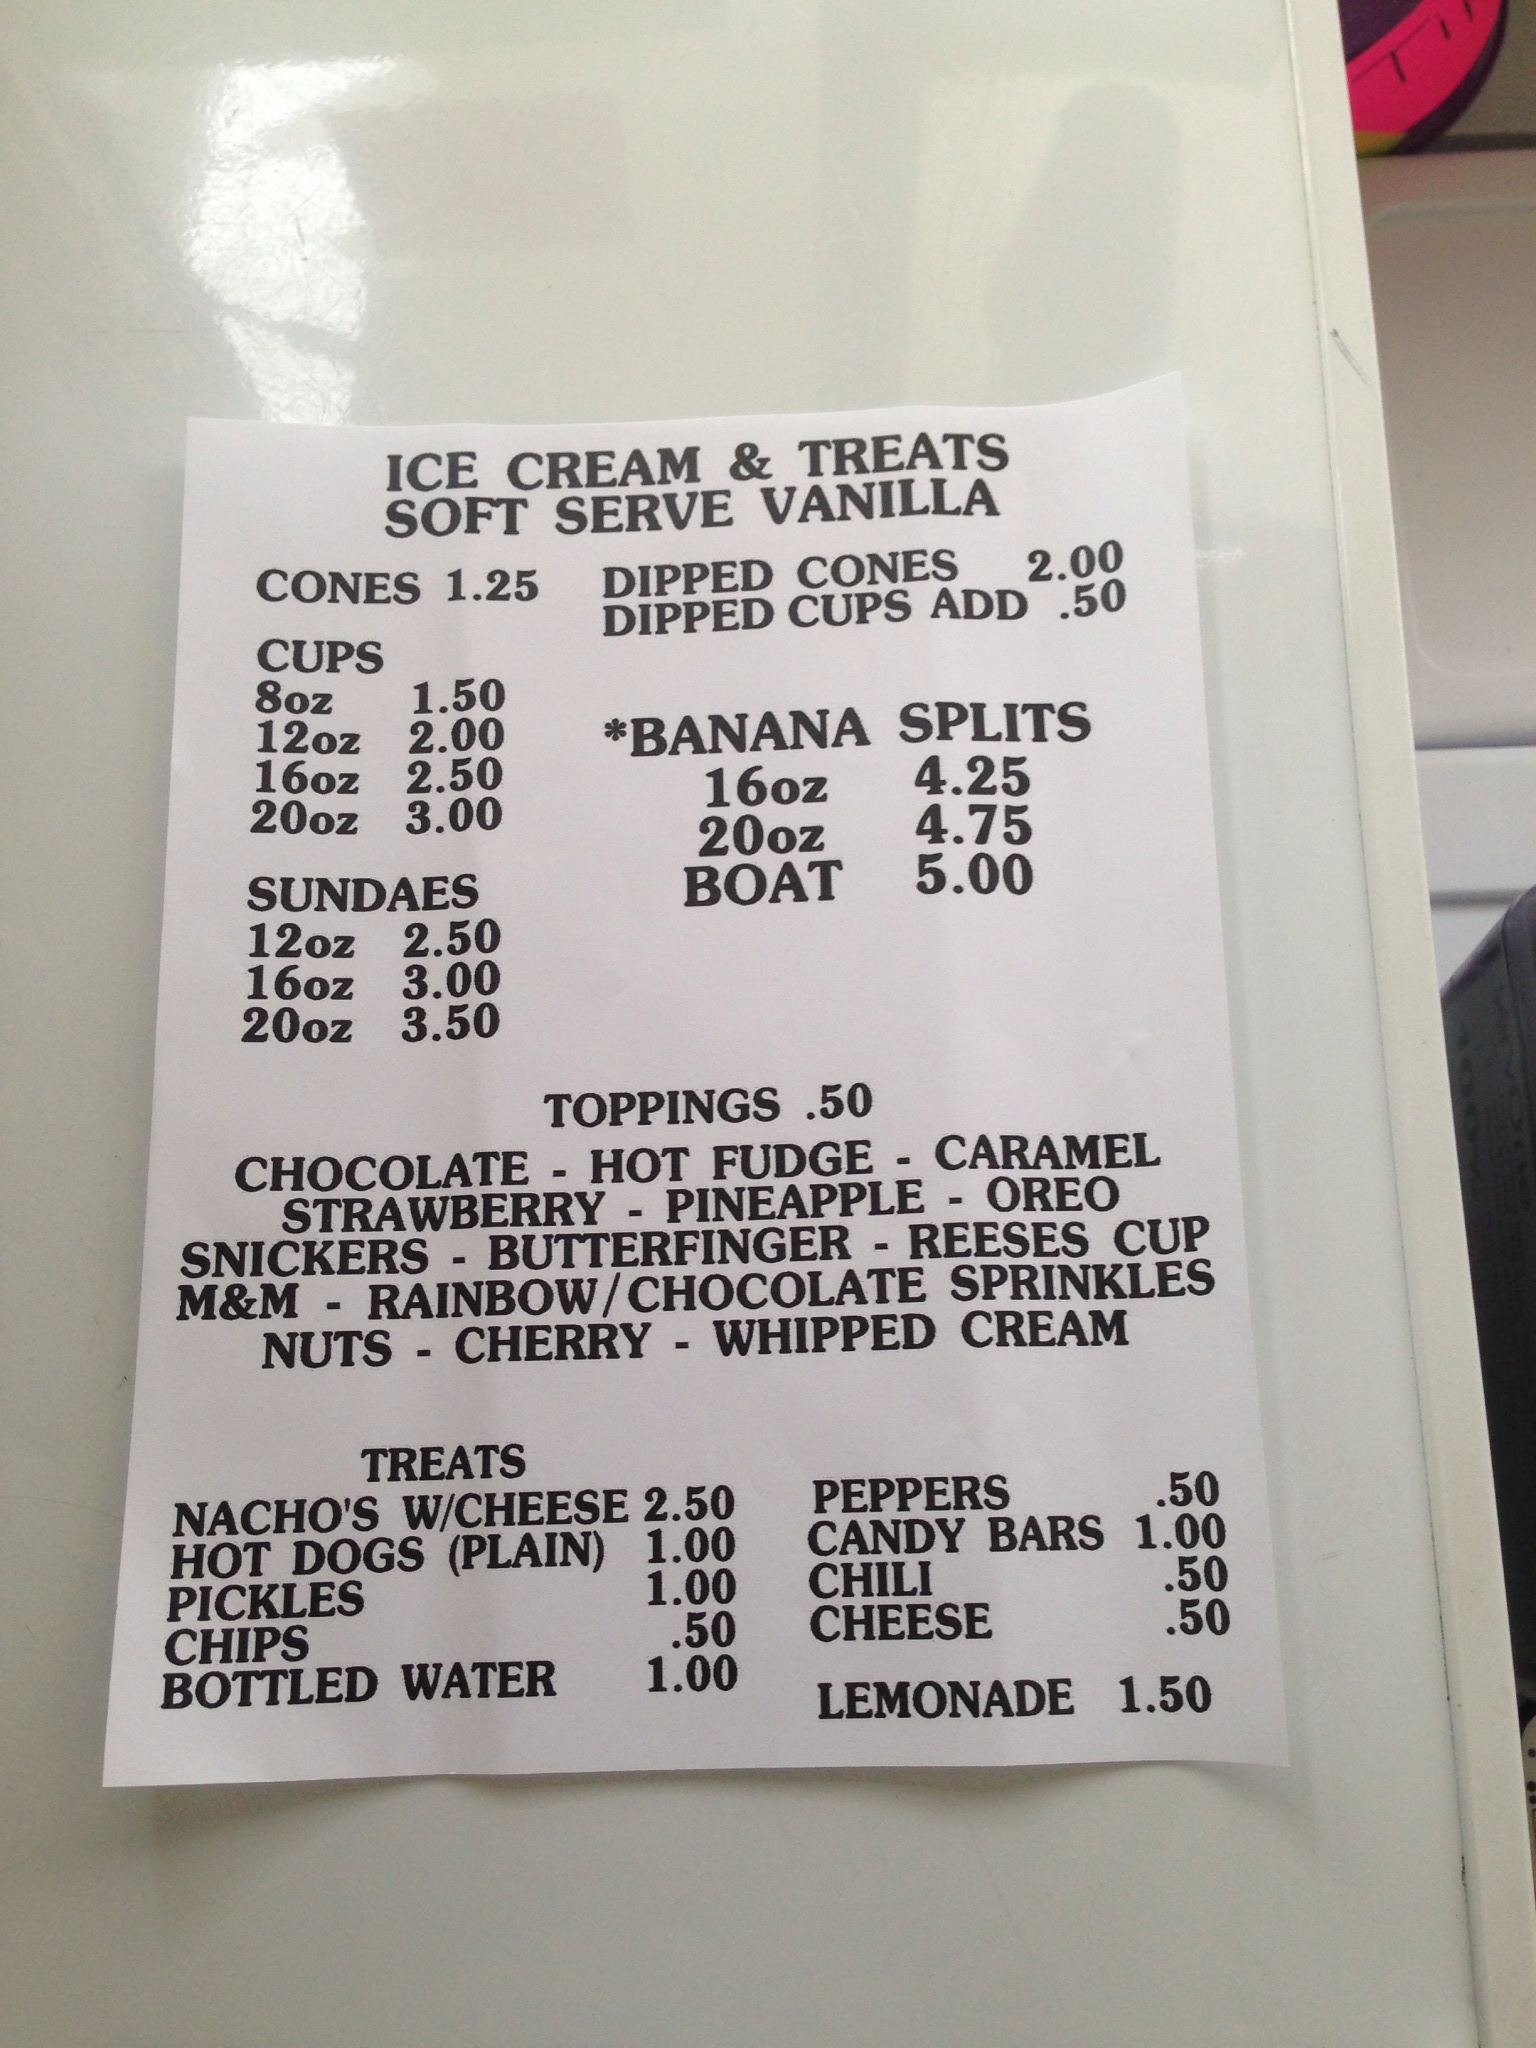 ICE CREAM & TREATS
SOFT SERVE VANILLA
CONES 1.25
DIPPED CONES 2.00
DIPPED CUPS ADD .50
CUPS
8oz 1.50
12oz 2.00
16oz 2.50
20oz 3.00
*BANANA SPLITS
16oz 4.25
20oz 4.75
BOAT 5.00
SUNDAES
12oz 2.50
16oz 3.00
20oz 3.50
TOPPINGS .50
CHOCOLATE - HOT FUDGE - CARAMEL
STRAWBERRY - PINEAPPLE - OREO
SNICKERS - BUTTERFINGER - REESES CUP
M&M - RAINBOW/CHOCOLATE SPRINKLES
NUTS - CHERRY - WHIPPED CREAM
TREATS
NACHO'S W/CHEESE 2.50
HOT DOGS (PLAIN) 1.00
PICKLES 1.00
CHIPS .50
BOTTLED WATER 1.00
PEPPERS .50
CANDY BARS 1.00
CHILI .50
CHEESE .50
LEMONADE 1.50